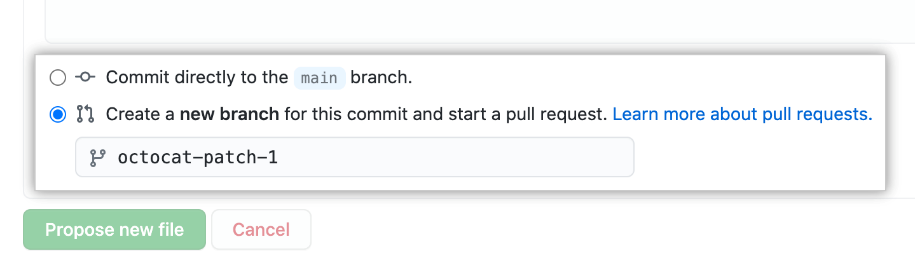 Commit directly to the main branch.
Create a new branch for this commit and start a pull request. Learn more about pull requests.
octocat-patch-1
Propose new file Cancel